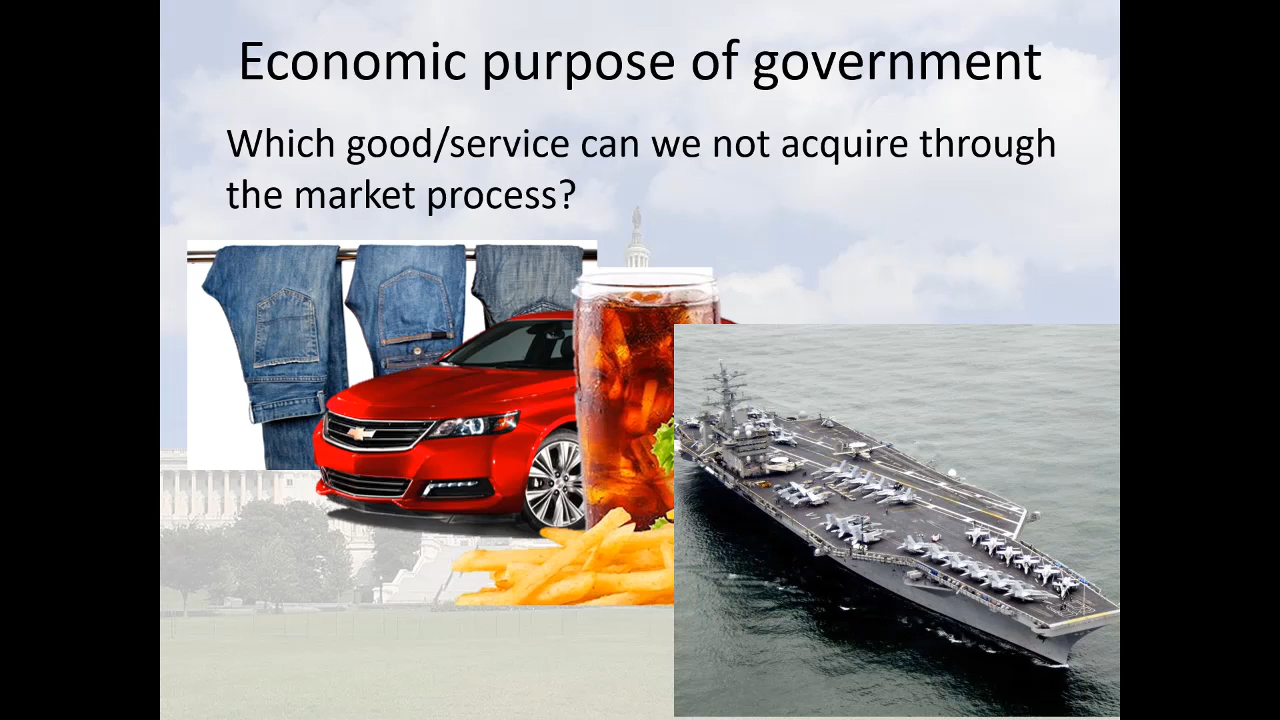 Economic purpose of government
Which good/service can we not acquire through
the market process?